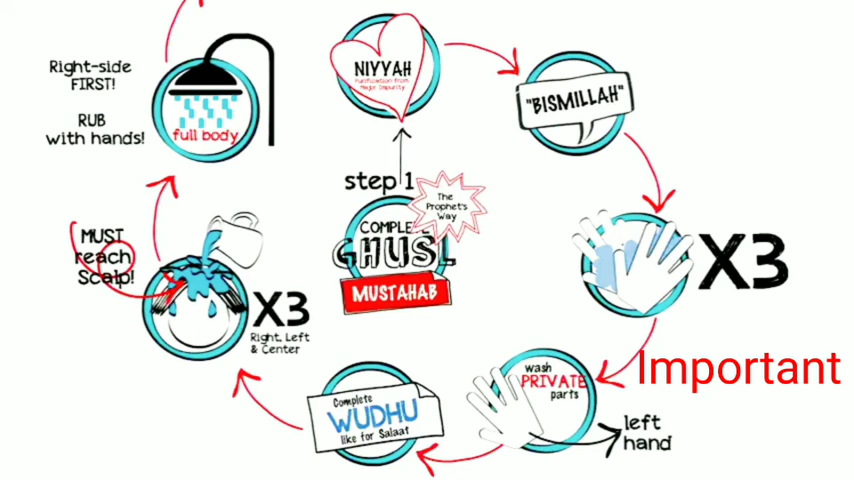 step 1
COMPLE
GHUSL
MUSTAHAB
The
Prophet's
Way
NIYYAH
Purification from
Major Impurity
"BISMILLAH"
X3
Important
wash
PRIVATE
parts
left
hand
Complete
WUDHU
like for Salaat
X3
Right, Left
& Center
MUST
reach
Scalp!
Right-side
FIRST!
RUB
with hands!
full body